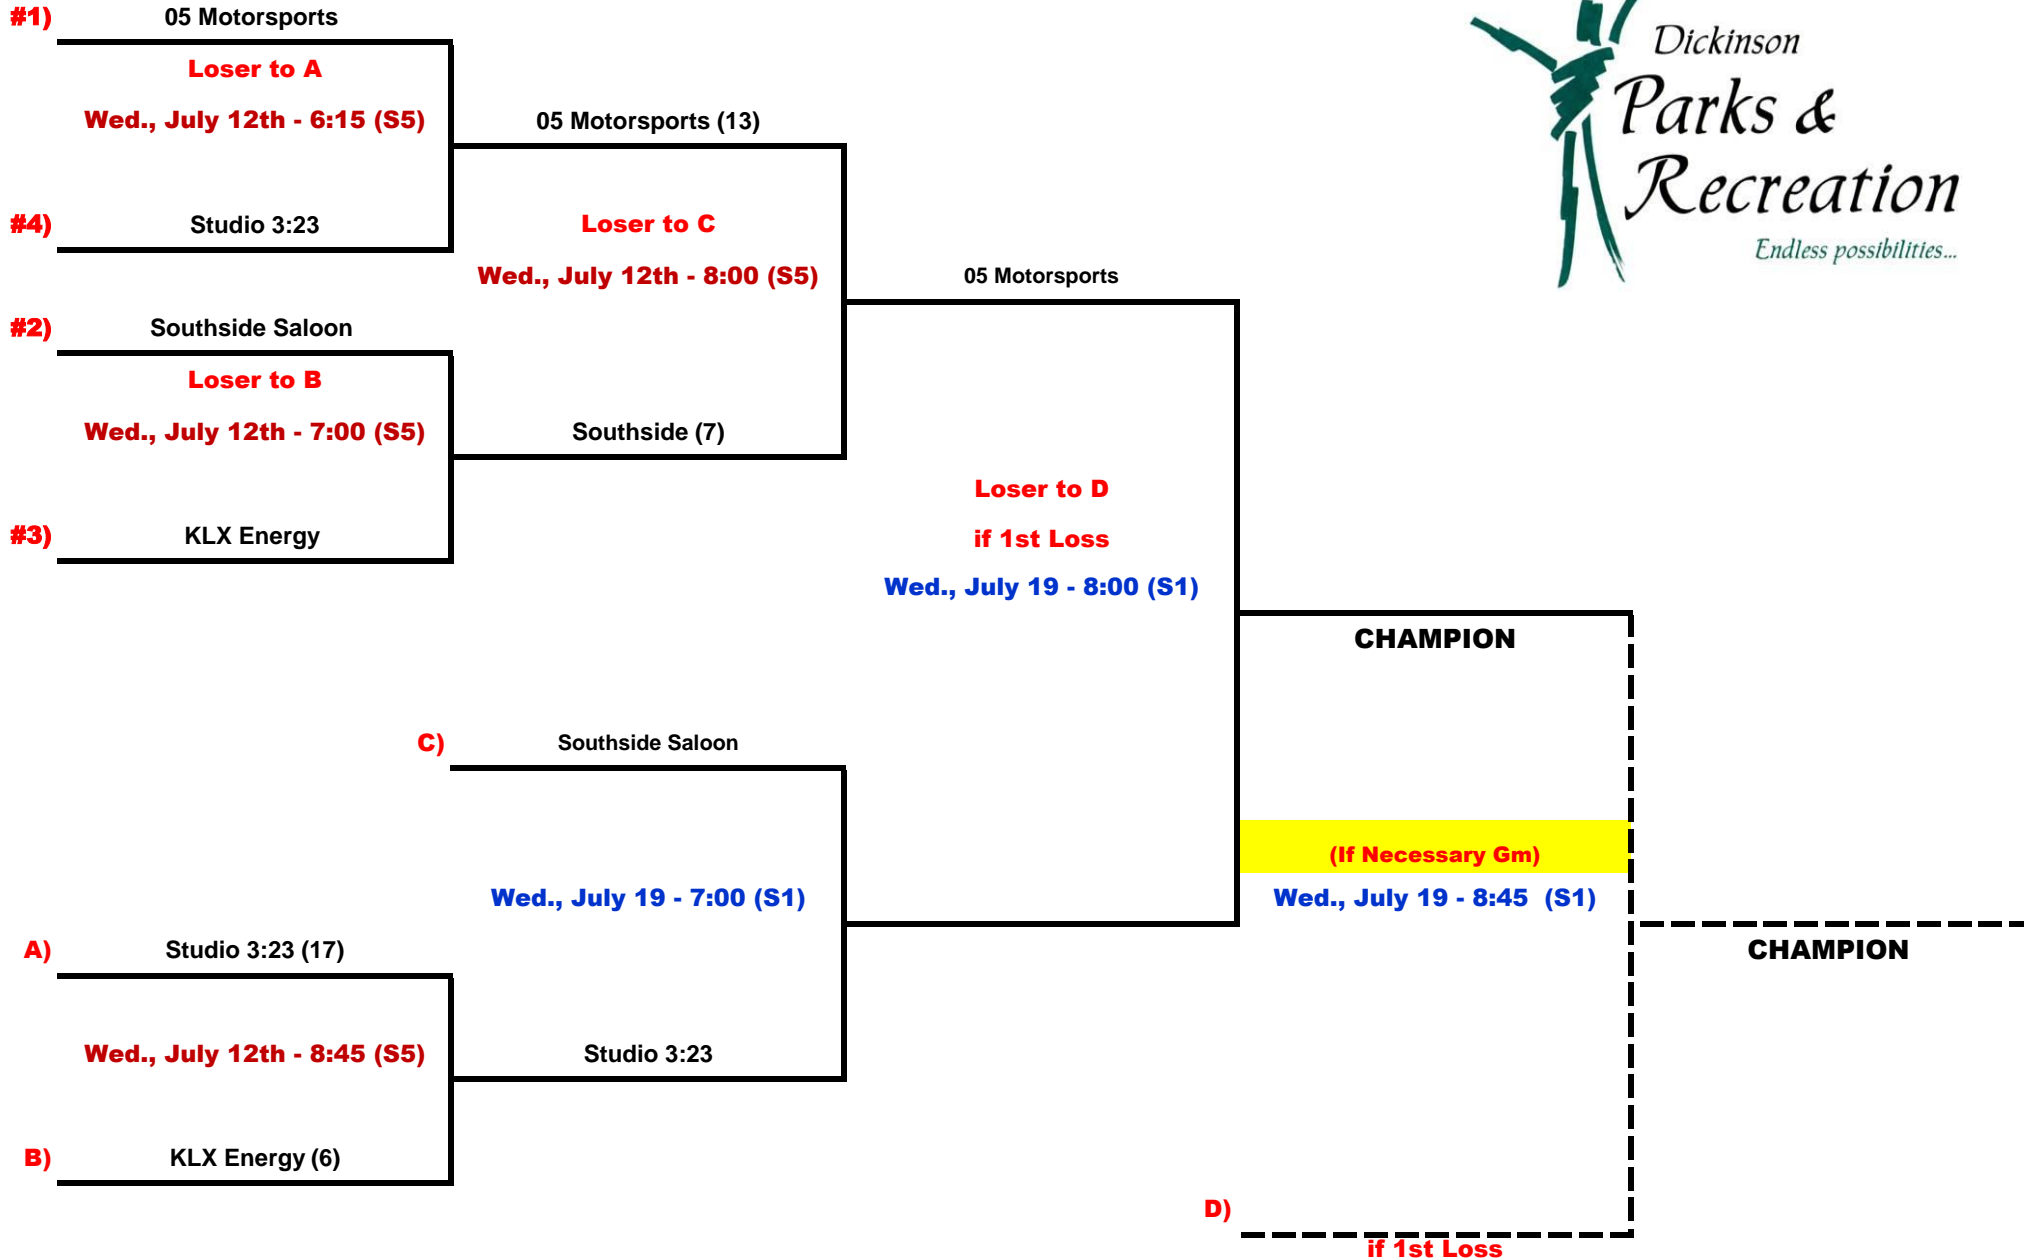 #1) 05 Motorsports
Loser to A
Wed., July 12th - 6:15 (S5)
#4) Studio 3:23
#2) Southside Saloon
Loser to B
Wed., July 12th - 7:00 (S5)
#3) KLX Energy
05 Motorsports (13)
Loser to C
Wed., July 12th - 8:00 (S5)
Southside (7)
05 Motorsports
Loser to D
if 1st Loss
Wed., July 19 - 8:00 (S1)
Dickinson
Parks &
Recreation
Endless possibilities...
CHAMPION
C) Southside Saloon
Wed., July 19 - 7:00 (S1)
Studio 3:23
A) Studio 3:23 (17)
Wed., July 12th - 8:45 (S5)
B) KLX Energy (6)
(If Necessary Gm)
Wed., July 19 - 8:45 (S1)
CHAMPION
D)
if 1st Loss